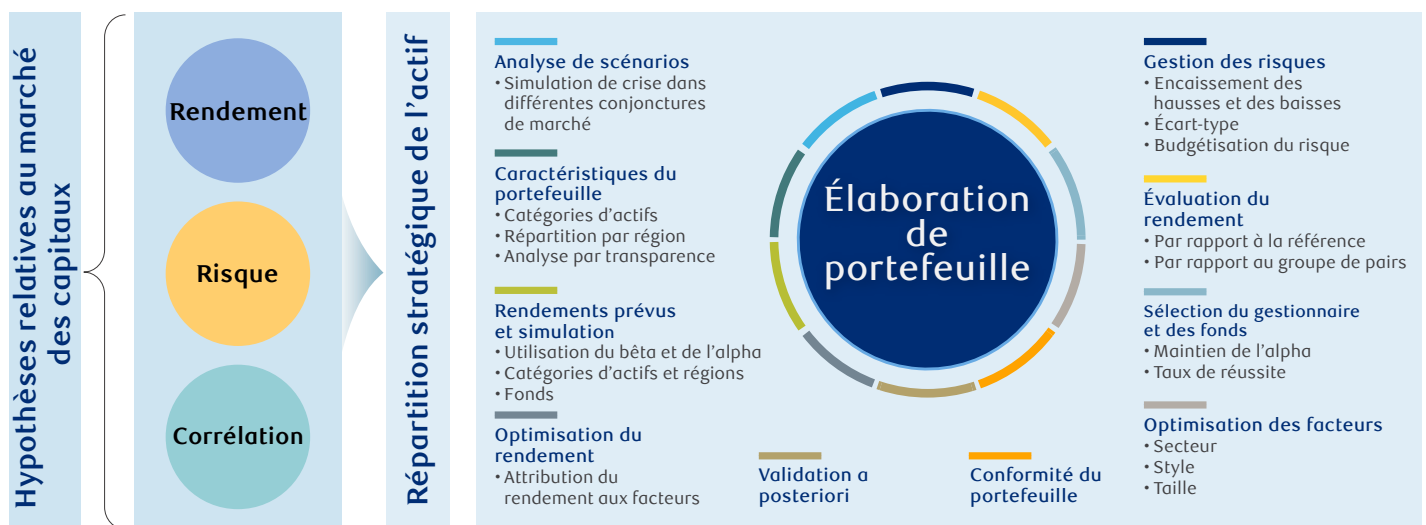 Hypothèses relatives au marché
des capitaux
Rendement
Risque
Corrélation
Répartition stratégique de l'actif
Analyse de scénarios
• Simulation de crise dans
différentes conjonctures
de marché
Caractéristiques du
portefeuille
• Catégories d'actifs
• Répartition par région
• Analyse par transparence
Rendements prévus
et simulation
• Utilisation du bêta et de l'alpha
• Catégories d'actifs et régions
• Fonds
Optimisation du
rendement
• Attribution du
rendement aux facteurs
Élaboration
de
portefeuille
Validation a
posteriori
Conformité du
portefeuille
Gestion des risques
• Encaissement des
hausses et des baisses
• Écart-type
• Budgétisation du risque
Évaluation du
rendement
• Par rapport à la référence
• Par rapport au groupe de pairs
Sélection du gestionnaire
et des fonds
• Maintien de l'alpha
• Taux de réussite
Optimisation des facteurs
• Secteur
• Style
• Taille